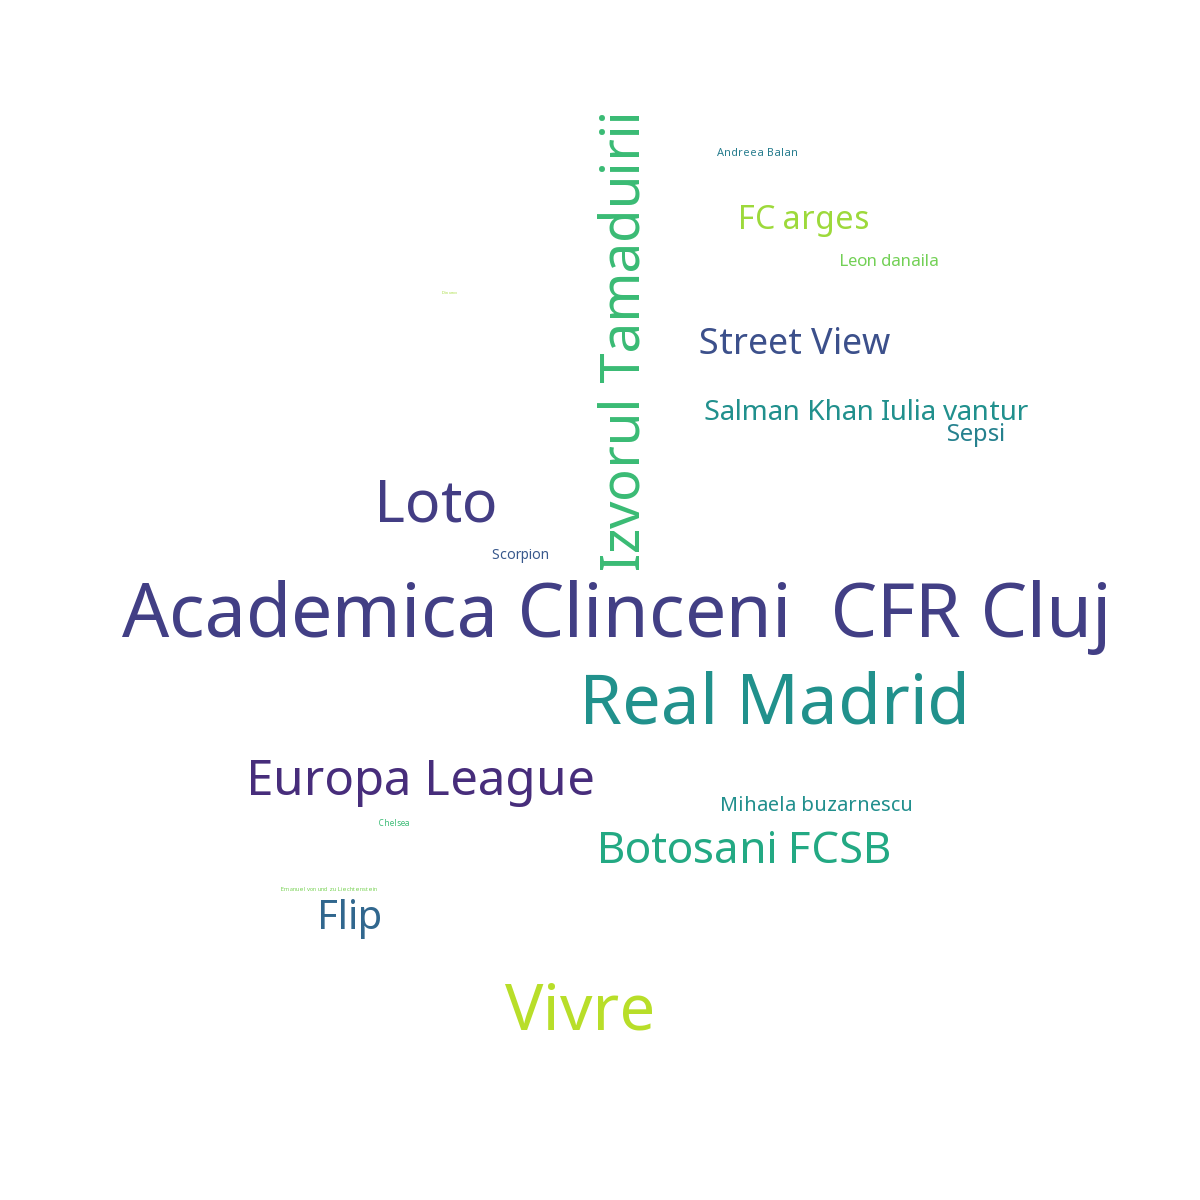 Izvorul Tamaduirii
Andreea Balan
FC arges
Leon danaila
Street View
Salman Khan Iulia vantur
Sepsi
Loto
Scorpion
Academica Clinceni  CFR Cluj
Real Madrid
Europa League
Mihaela buzarnescu
Chelsea
Botosani FCSB
Emanuel von und zu Liechtenstein
Flip
Vivre